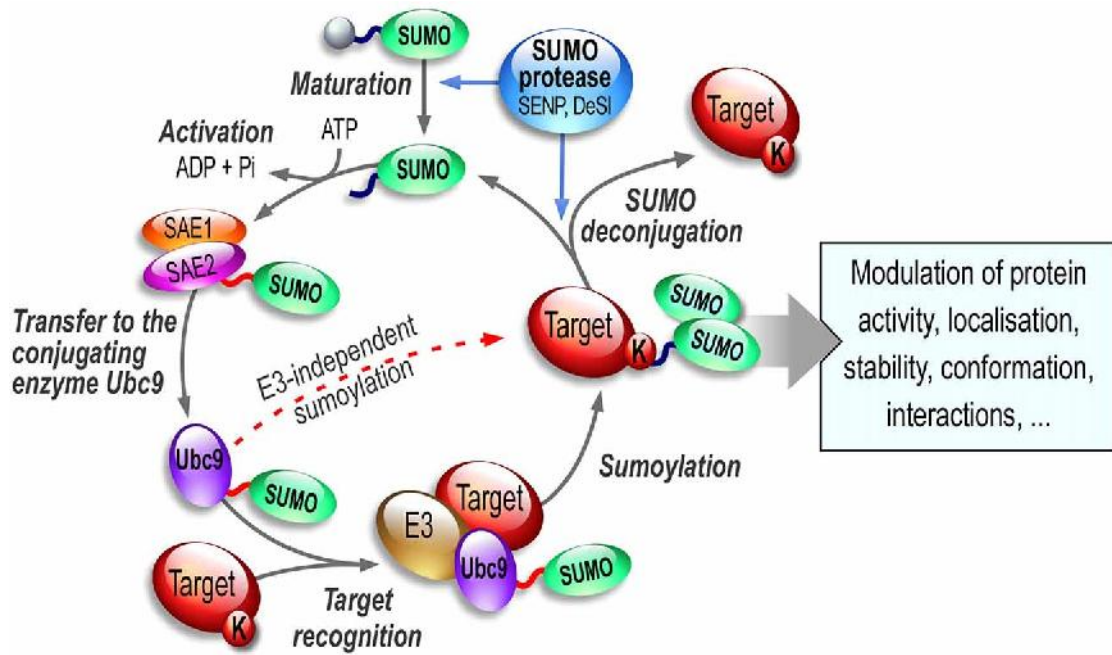 SUMO
Maturation
SUMO
protease
SENP, DeSI
Target
K
Activation
ATP
ADP + Pi
SUMO
SUMO
deconjugation
SAE1
SAE2
SUMO
Transfer to the
conjugating
enzyme Ubc9
E3-independent
sumoylation
Target
K
SUMO
SUMO
Modulation of protein
activity, localisation,
stability, conformation,
interactions, ...
Ubc9
SUMO
Sumoylation
Target
E3
Ubc9
SUMO
Target
K
Target
recognition